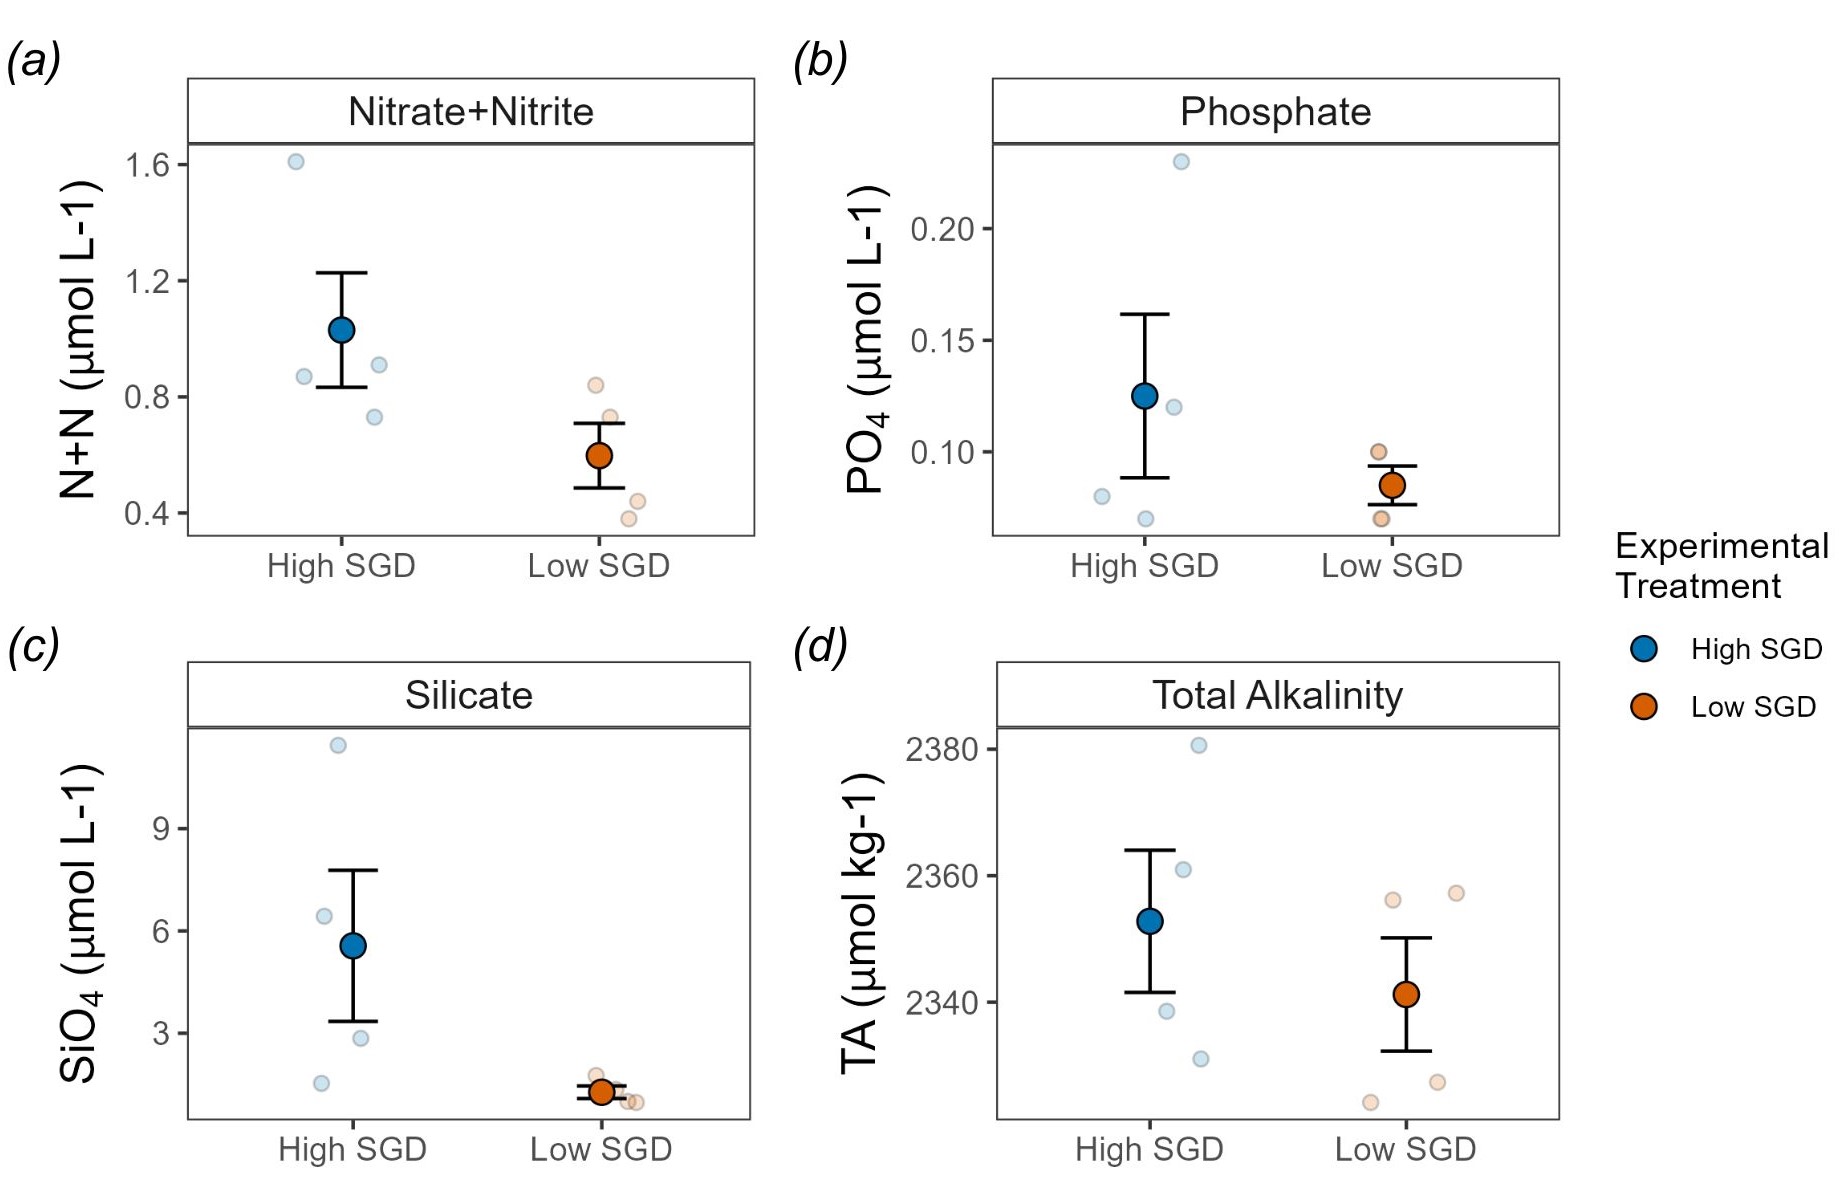 (a)
Nitrate+Nitrite
N+N (µmol L-1)
1.6
1.2
0.8
0.4
High SGD
Low SGD
(b)
Phosphate
PO4 (µmol L-1)
0.20
0.15
0.10
High SGD
Low SGD
(c)
Silicate
SiO4 (µmol L-1)
9
6
3
High SGD
Low SGD
(d)
Total Alkalinity
TA (µmol kg-1)
2380
2360
2340
High SGD
Low SGD
Experimental
Treatment
High SGD
Low SGD